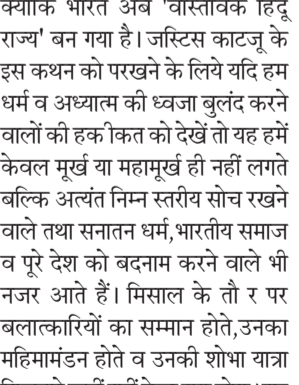 क्योंकि भारत अब 'वास्तविक हिंदू
राज्य' बन गया है। जस्टिस काटजू के
इस कथन को परखने के लिये यदि हम
धर्म व अध्यात्म की ध्वजा बुलंद करने
वालों की हक़ीकत को देखें तो यह हमें
केवल मूर्ख या महामूर्ख ही नहीं लगते
बल्कि अत्यंत निम्न स्तरीय सोच रखने
वाले तथा सनातन धर्म,भारतीय समाज
व पूरे देश को बदनाम करने वाले भी
नजर आते हैं। मिसाल के तौ र पर
बलात्कारियों का सम्मान होते,उनका
महिमामंडन होते व उनकी शोभा यात्रा